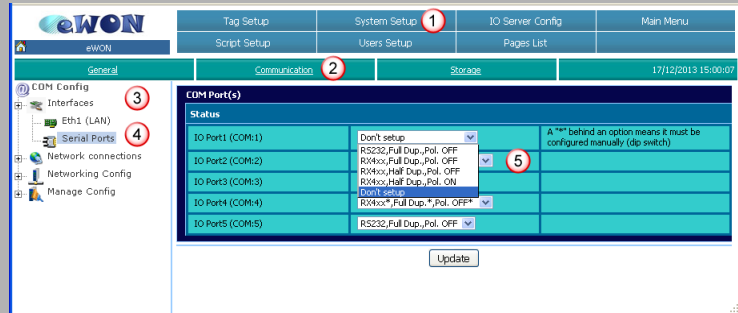 eWON
Tag Setup System Setup 1 IO Server Config Main Menu
eWON Script Setup Users Setup Pages List
General Communication 2 Storage 17/12/2013 15:00:07
COM Config
Interfaces 3
Eth1 (LAN)
Serial Ports 4
Network connections
Networking Config
Manage Config
COM Port(s)
Status
IO Port1 (COM:1) Don't setup A "*" behind an option means it must be
configured manually (dip switch)
RS232,Full Dup.,Pol. OFF
RX4xx,Full Dup.,Pol. OFF
RX4xx,Half Dup.,Pol. OFF
RX4xx,Half Dup.,Pol. ON
Don't setup
IO Port2 (COM:2) 5
IO Port3 (COM:3)
IO Port4 (COM:4) RX4xx*,Full Dup.*,Pol. OFF*
IO Port5 (COM:5) RS232,Full Dup.,Pol. OFF
Update